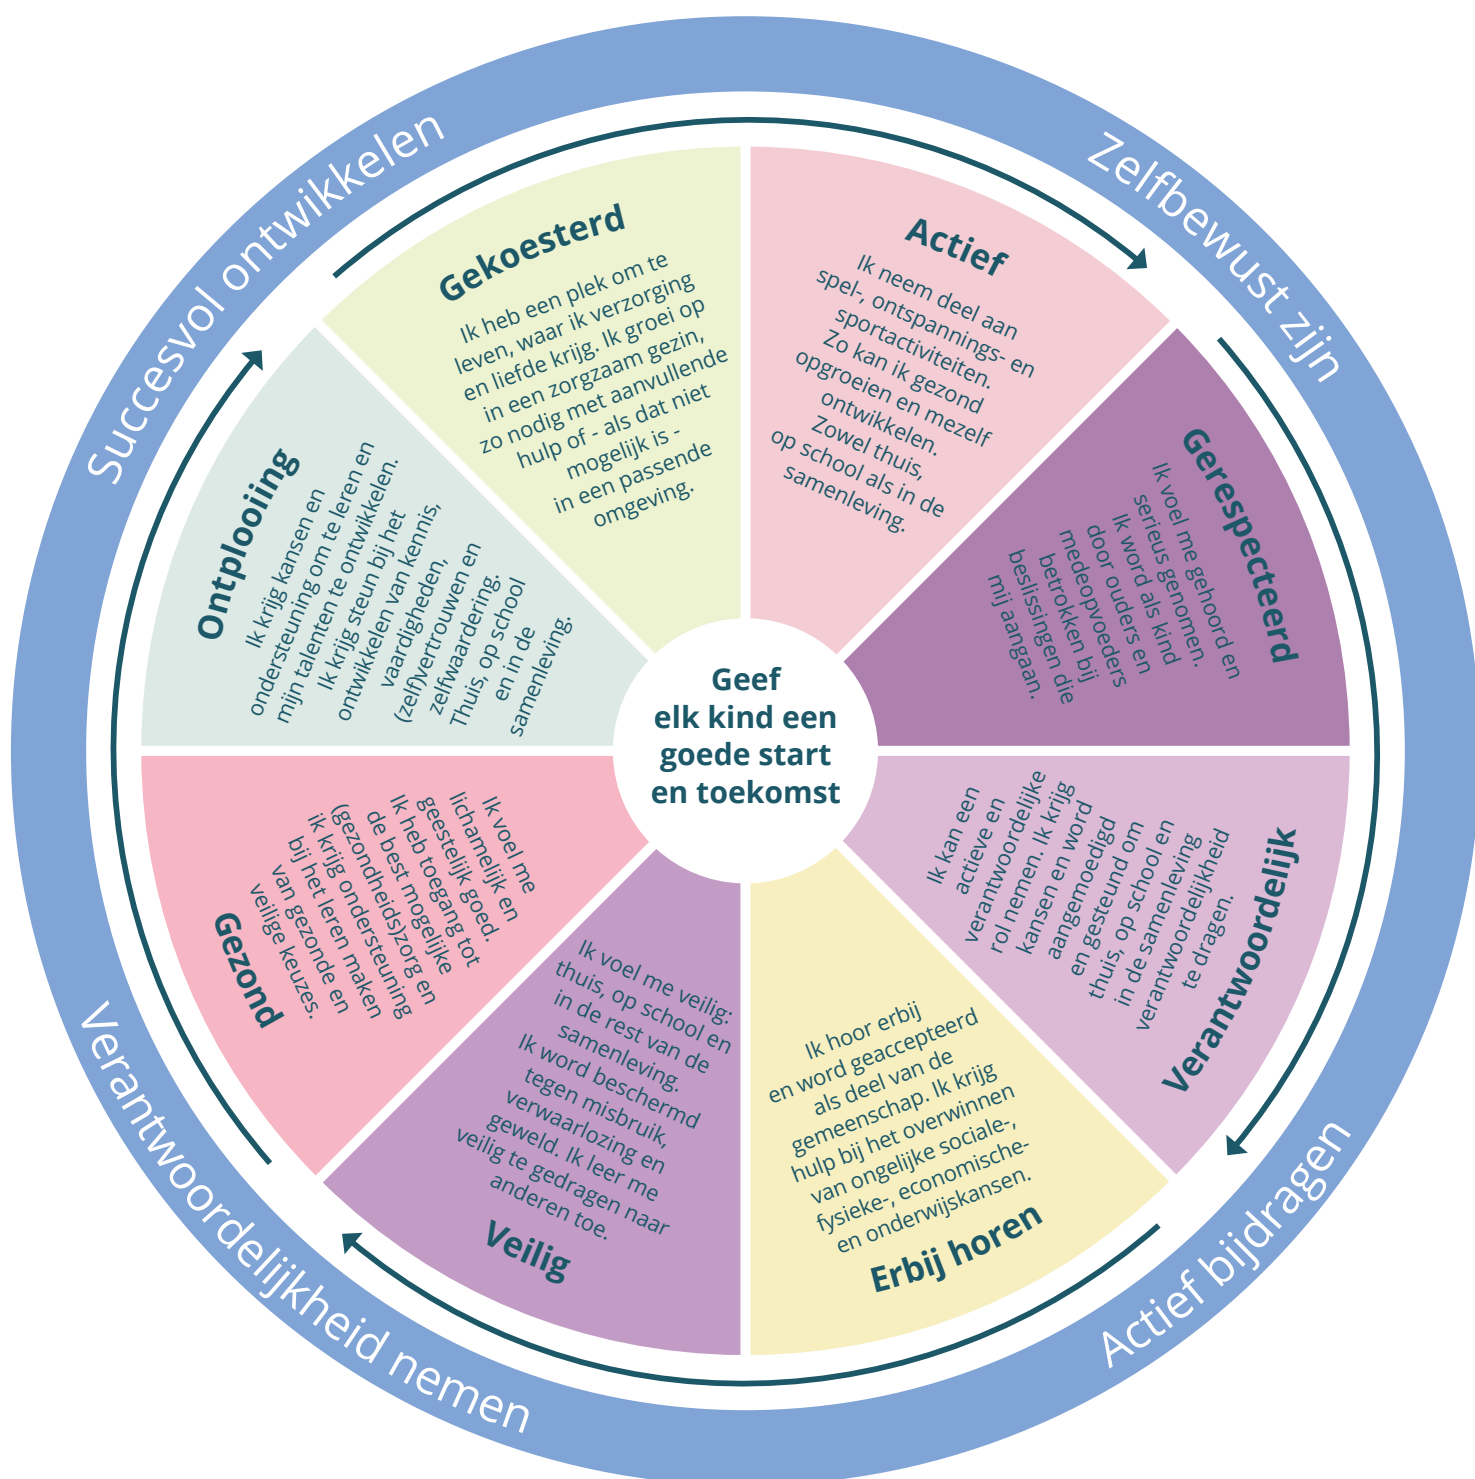 Succesvol ontwikkelen
Zelfbewust zijn
Actief bijdragen
Verantwoordelijkheid nemen
Geef
elk kind een
goede start
en toekomst
Gekoesterd
Ik heb een plek om te
leven, waar ik verzorging
en liefde krijg. Ik groei op
in een zorgzaam gezin,
zo nodig met aanvullende
hulp of - als dat niet
mogelijk is -
in een passende
omgeving.
Actief
Ik neem deel aan
spel-, ontspannings- en
sportactiviteiten.
Zo kan ik gezond
opgroeien en mezelf
ontwikkelen.
Zowel thuis,
op school als in de
samenleving.
Gerespecteerd
Ik voel me gehoord en
serieus genomen.
Ik word als kind
door ouders en
medeopvoeders
betrokken bij
beslissingen die
mij aangaan.
Ik kan een
actieve en
verantwoordelijke
rol nemen. Ik krijg
kansen en word
aangemoedigd
en gesteund om
thuis, op school en
in de samenleving
verantwoordelijkheid
te dragen.
Verantwoordelijk
Ik hoor erbij
en word geaccepteerd
als deel van de
gemeenschap. Ik krijg
hulp bij het overwinnen
van ongelijke sociale-,
fysieke-, economische-
en onderwijskansen.
Erbij horen
Ik voel me veilig:
thuis, op school en
in de rest van de
samenleving.
Ik word beschermd
tegen misbruik,
verwaarlozing en
geweld. Ik leer me
veilig te gedragen naar
anderen toe.
Veilig
Ik voel me
lichamelijk en
geestelijk goed.
Ik heb toegang tot
de best mogelijke
(gezondheids)zorg en
ik krijg ondersteuning
bij het leren maken
van gezonde en
veilige keuzes.
Gezond
Ontplooiing
Ik krijg kansen en
ondersteuning om te leren en
mijn talenten te ontwikkelen.
Ik krijg steun bij het
ontwikkelen van kennis,
vaardigheden,
(zelf)vertrouwen en
zelfwaardering.
Thuis, op school
en in de
samenleving.